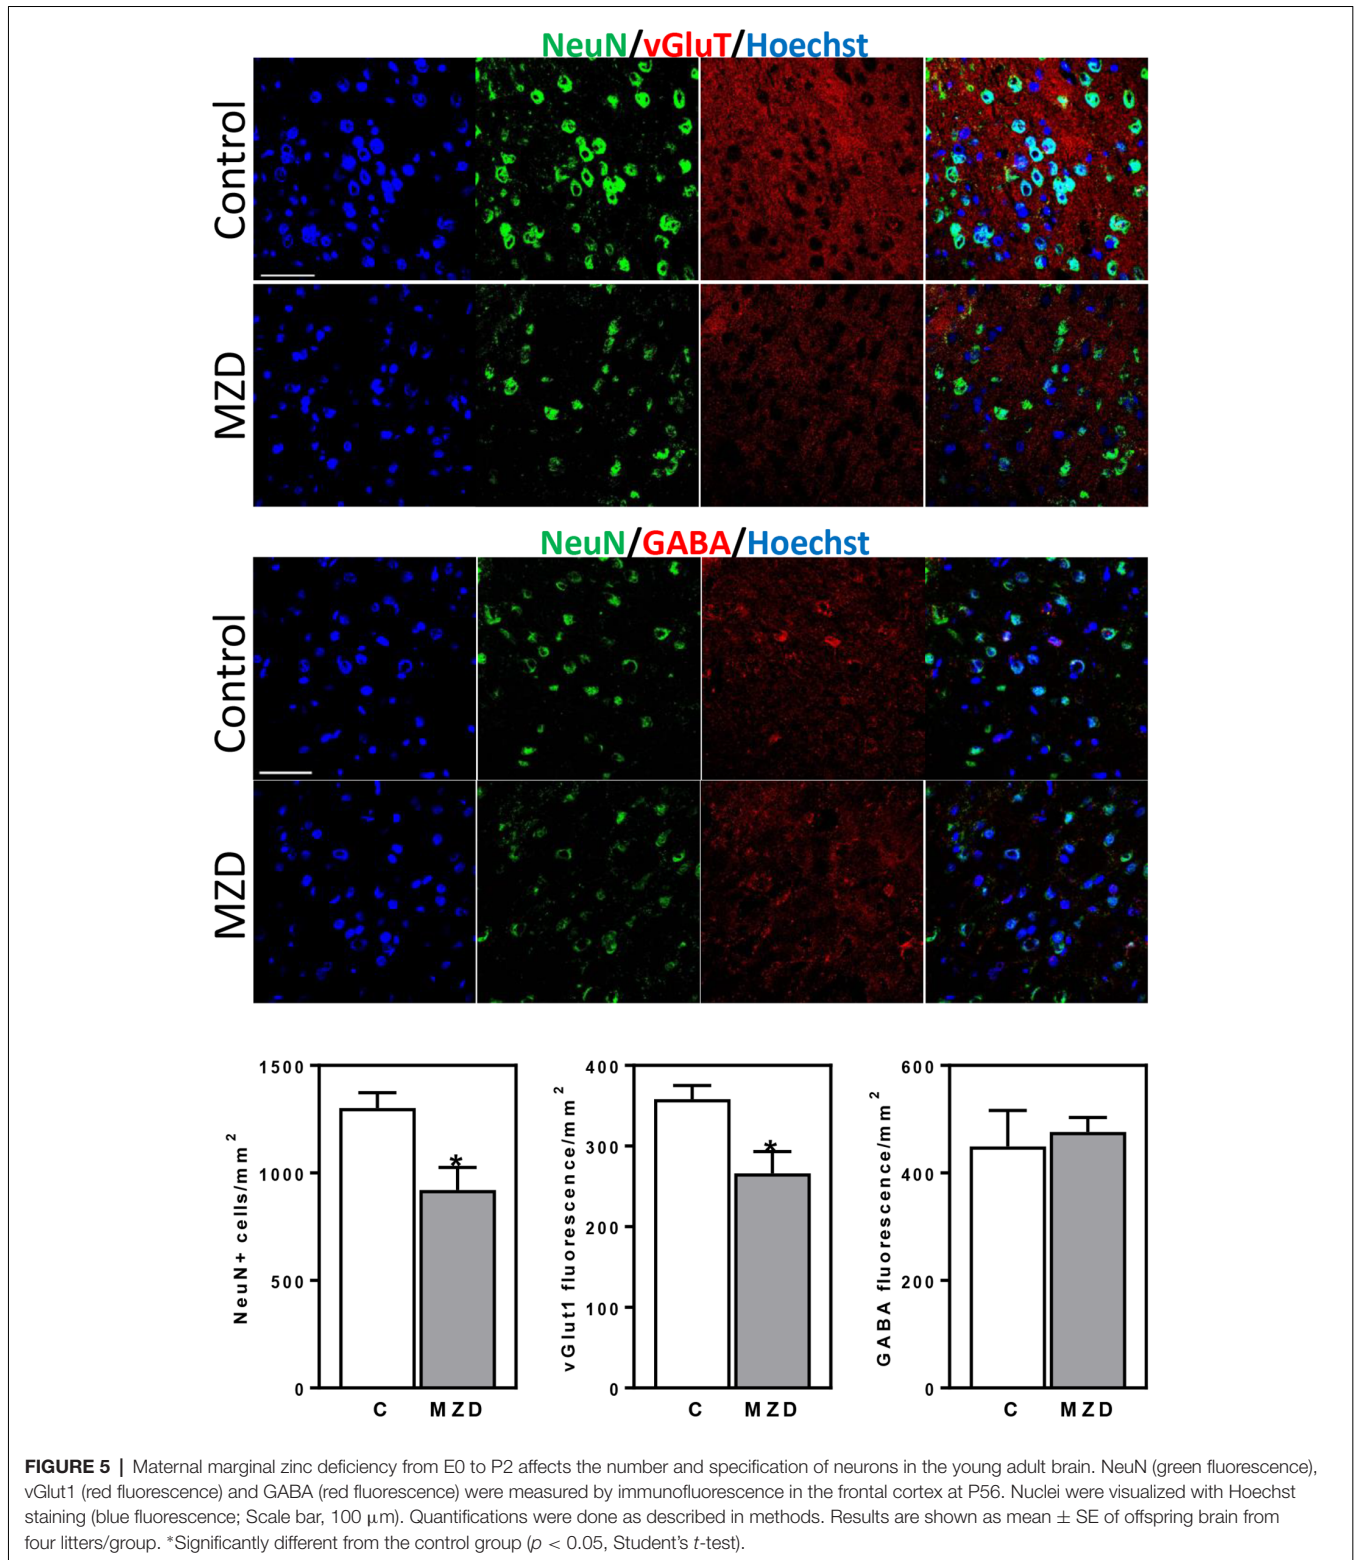 NeuN/vGluT/Hoechst
Control
MZD
NeuN/GABA/Hoechst
Control
MZD
NeuN+ cells/mm²
1500
1000
500
0
*
C MZD
vGlut1 fluorescence/mm²
400
300
200
100
0
*
C MZD
GABA fluorescence/mm²
600
400
200
0
C MZD
FIGURE 5 | Maternal marginal zinc deficiency from E0 to P2 affects the number and specification of neurons in the young adult brain. NeuN (green fluorescence),
vGlut1 (red fluorescence) and GABA (red fluorescence) were measured by immunofluorescence in the frontal cortex at P56. Nuclei were visualized with Hoechst
staining (blue fluorescence; Scale bar, 100 μm). Quantifications were done as described in methods. Results are shown as mean ± SE of offspring brain from
four litters/group. *Significantly different from the control group (p < 0.05, Student's t-test).